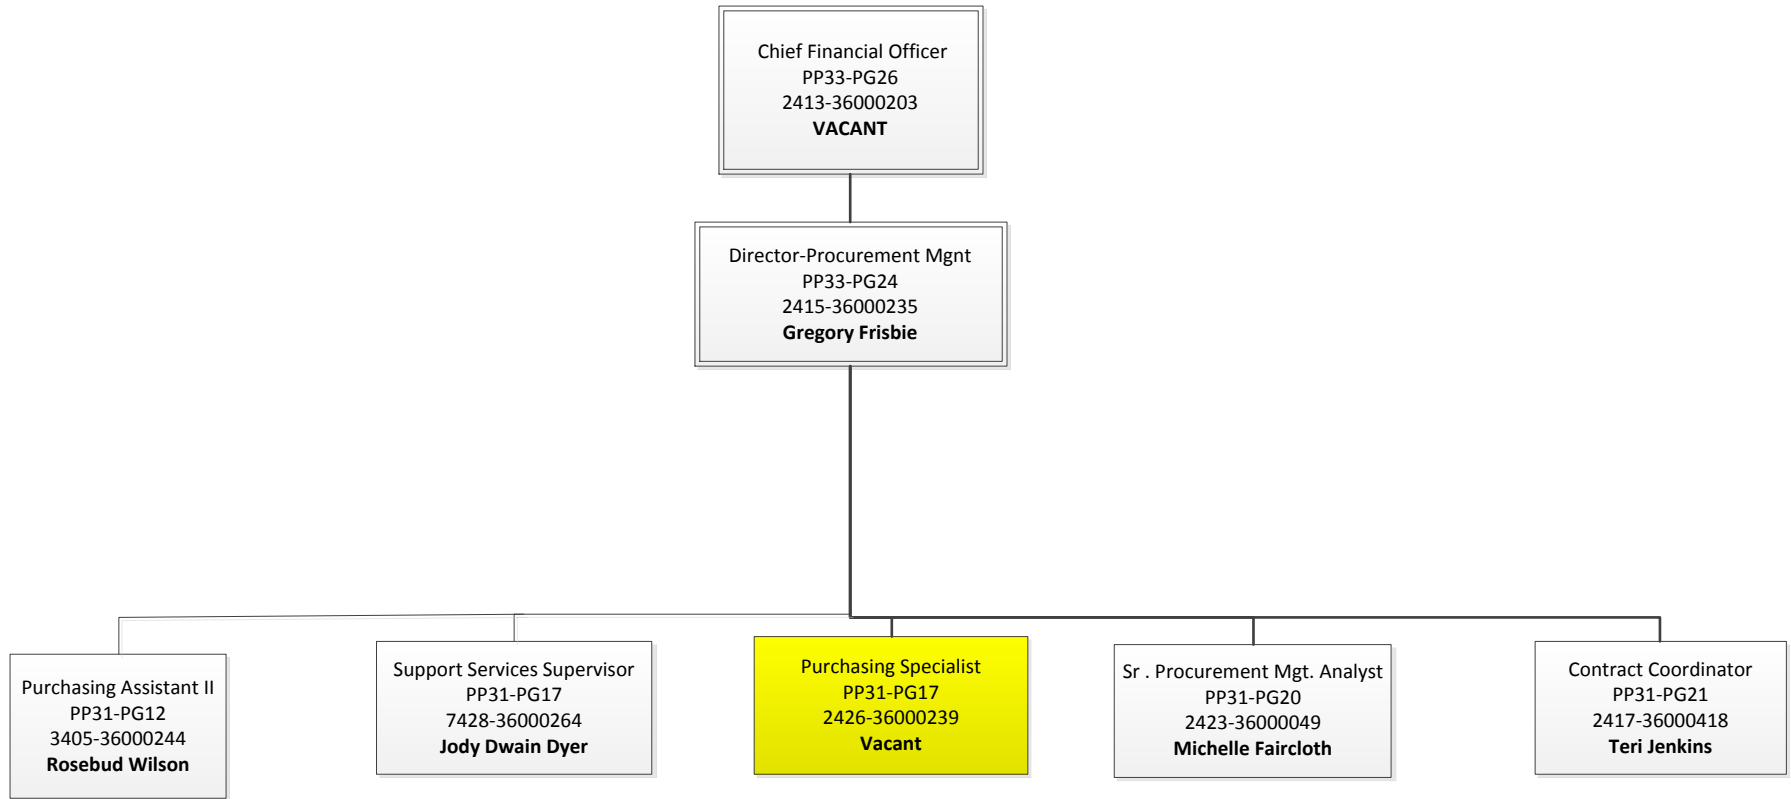 Chief Financial Officer
PP33-PG26
2413-36000203
VACANT
Director-Procurement Mgnt
PP33-PG24
2415-36000235
Gregory Frisbie
Purchasing Assistant II
PP31-PG12
3405-36000244
Rosebud Wilson
Support Services Supervisor
PP31-PG17
7428-36000264
Jody Dwain Dyer
Purchasing Specialist
PP31-PG17
2426-36000239
Vacant
Sr . Procurement Mgt. Analyst
PP31-PG20
2423-36000049
Michelle Faircloth
Contract Coordinator
PP31-PG21
2417-36000418
Teri Jenkins